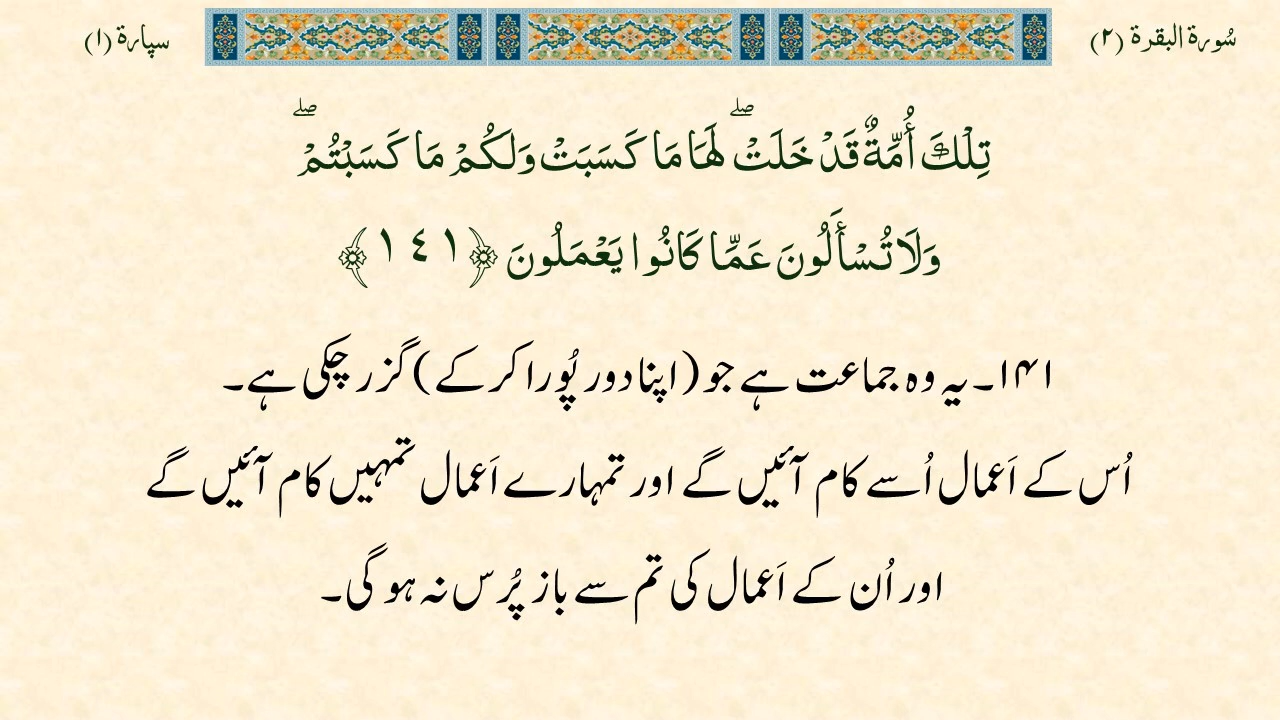 سُورة البقرة (۲)
سپارة (۱)
تِلْكَ أُمَّةٌ قَدْ خَلَتْ ۖ لَهَا مَا كَسَبَتْ وَلَكُمْ مَا كَسَبْتُمْ ۖ
وَلَا تُسْأَلُونَ عَمَّا كَانُوا يَعْمَلُونَ ﴿١٤١﴾
۱۴۱۔ یہ وہ جماعت ہے جو (اپنا دور پُورا کر کے) گزر چکی ہے۔
اُس کے اَعمال اُسے کام آئیں گے اور تمہارے اَعمال تمہیں کام آئیں گے
اور اُن کے اَعمال کی تم سے باز پُرس نہ ہو گی۔